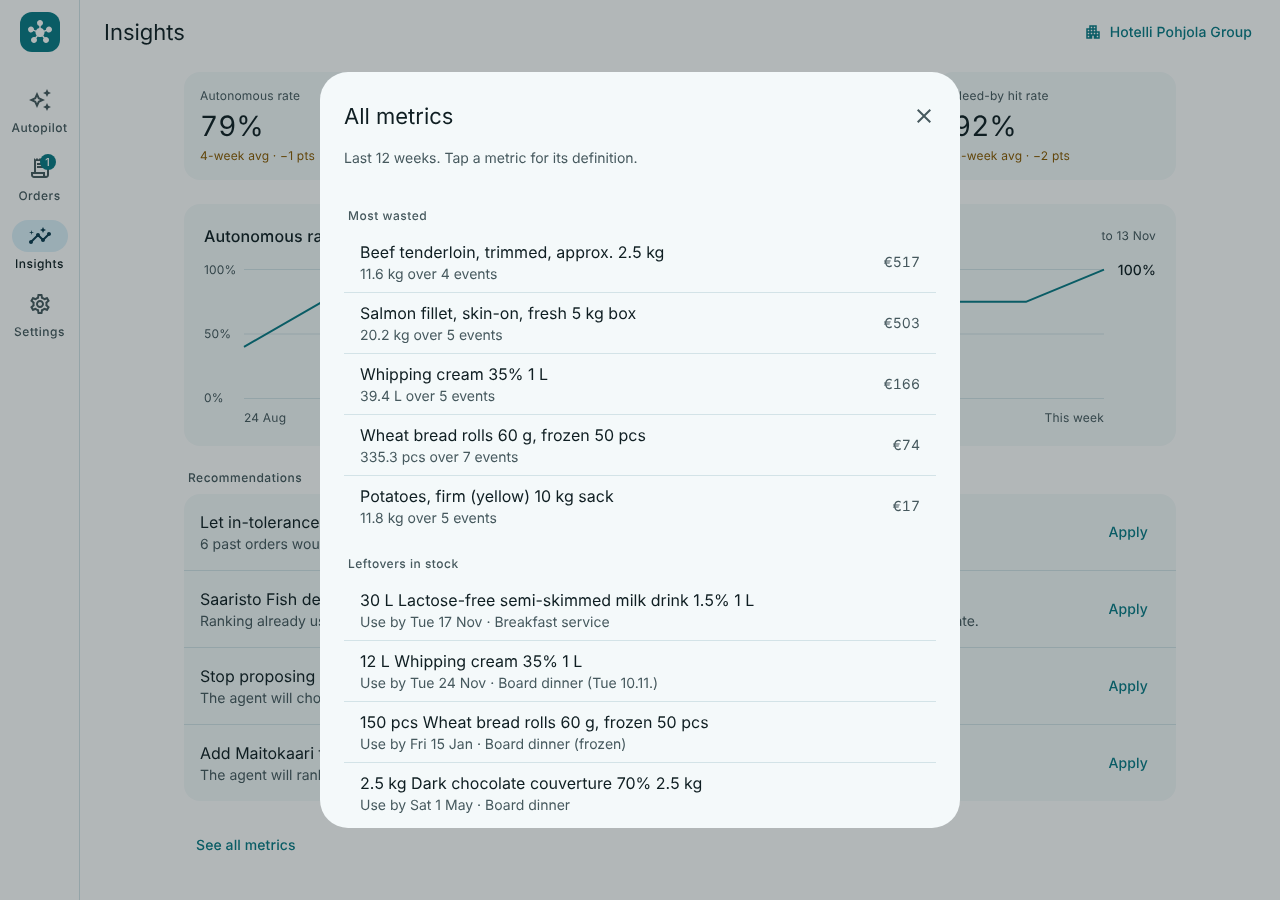 Insights
Hotelli Pohjola Group
Autopilot
1
Orders
Insights
Settings
Autonomous rate
79%
4-week avg · −1 pts
hit rate
92%
avg · −2 pts
Autonomous
to 13 Nov
100%
50%
0%
24 Aug
100%
This week
Recommendations
Let in-tolerance
6 past orders
Apply
Saaristo Fish
Ranking already
Apply
Stop proposing
The agent will
Apply
Add Maitokaari
The agent will
Apply
See all metrics
All metrics
Last 12 weeks. Tap a metric for its definition.
Most wasted
Beef tenderloin, trimmed, approx. 2.5 kg
11.6 kg over 4 events
€517
Salmon fillet, skin-on, fresh 5 kg box
20.2 kg over 5 events
€503
Whipping cream 35% 1 L
39.4 L over 5 events
€166
Wheat bread rolls 60 g, frozen 50 pcs
335.3 pcs over 7 events
€74
Potatoes, firm (yellow) 10 kg sack
11.8 kg over 5 events
€17
Leftovers in stock
30 L Lactose-free semi-skimmed milk drink 1.5% 1 L
Use by Tue 17 Nov · Breakfast service
12 L Whipping cream 35% 1 L
Use by Tue 24 Nov · Board dinner (Tue 10.11.)
150 pcs Wheat bread rolls 60 g, frozen 50 pcs
Use by Fri 15 Jan · Board dinner (frozen)
2.5 kg Dark chocolate couverture 70% 2.5 kg
Use by Sat 1 May · Board dinner